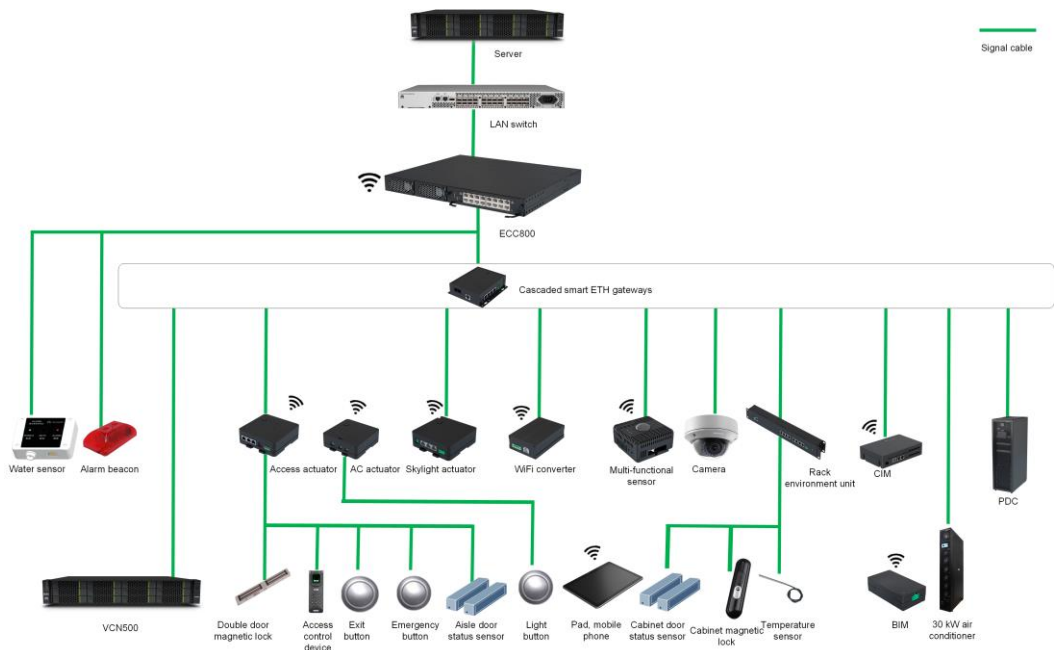 Server
Signal cable
LAN switch
ECC800
Cascaded smart ETH gateways
Water sensor
Alarm beacon
Access actuator
AC actuator
Skylight actuator
WiFi converter
Multi-functional
sensor
Camera
Rack
environment unit
CIM
PDC
VCN500
Double door
magnetic lock
Access
control
device
Exit
button
Emergency
button
Aisle door
status sensor
Light
button
Pad, mobile
phone
Cabinet door
status sensor
Cabinet magnetic
lock
Temperature
sensor
BIM
30 kW air
conditioner